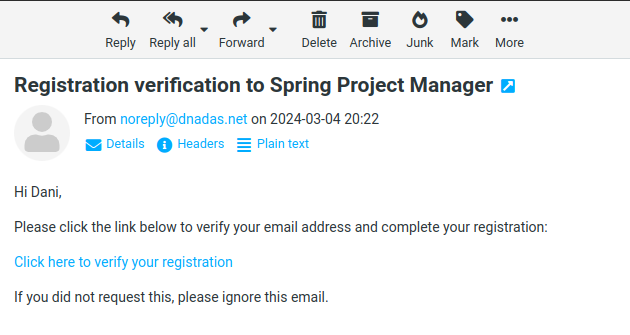 Reply Reply all Forward Delete Archive Junk Mark More
Registration verification to Spring Project Manager
From noreply@dnadas.net on 2024-03-04 20:22
Details Headers Plain text
Hi Dani,
Please click the link below to verify your email address and complete your registration:
Click here to verify your registration
If you did not request this, please ignore this email.